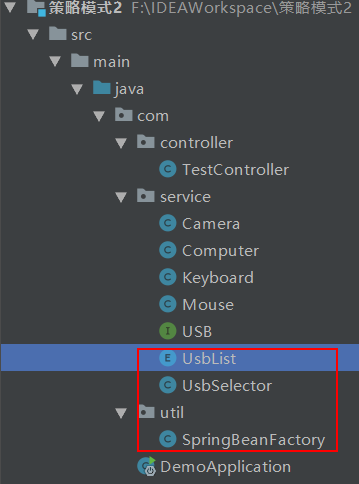 策略模式2 F:\IDEAWorkspace\策略模式2
src
main
java
com
controller
C TestController
service
C Camera
C Computer
C Keyboard
C Mouse
I USB
E UsbList
C UsbSelector
util
C SpringBeanFactory
C DemoApplication